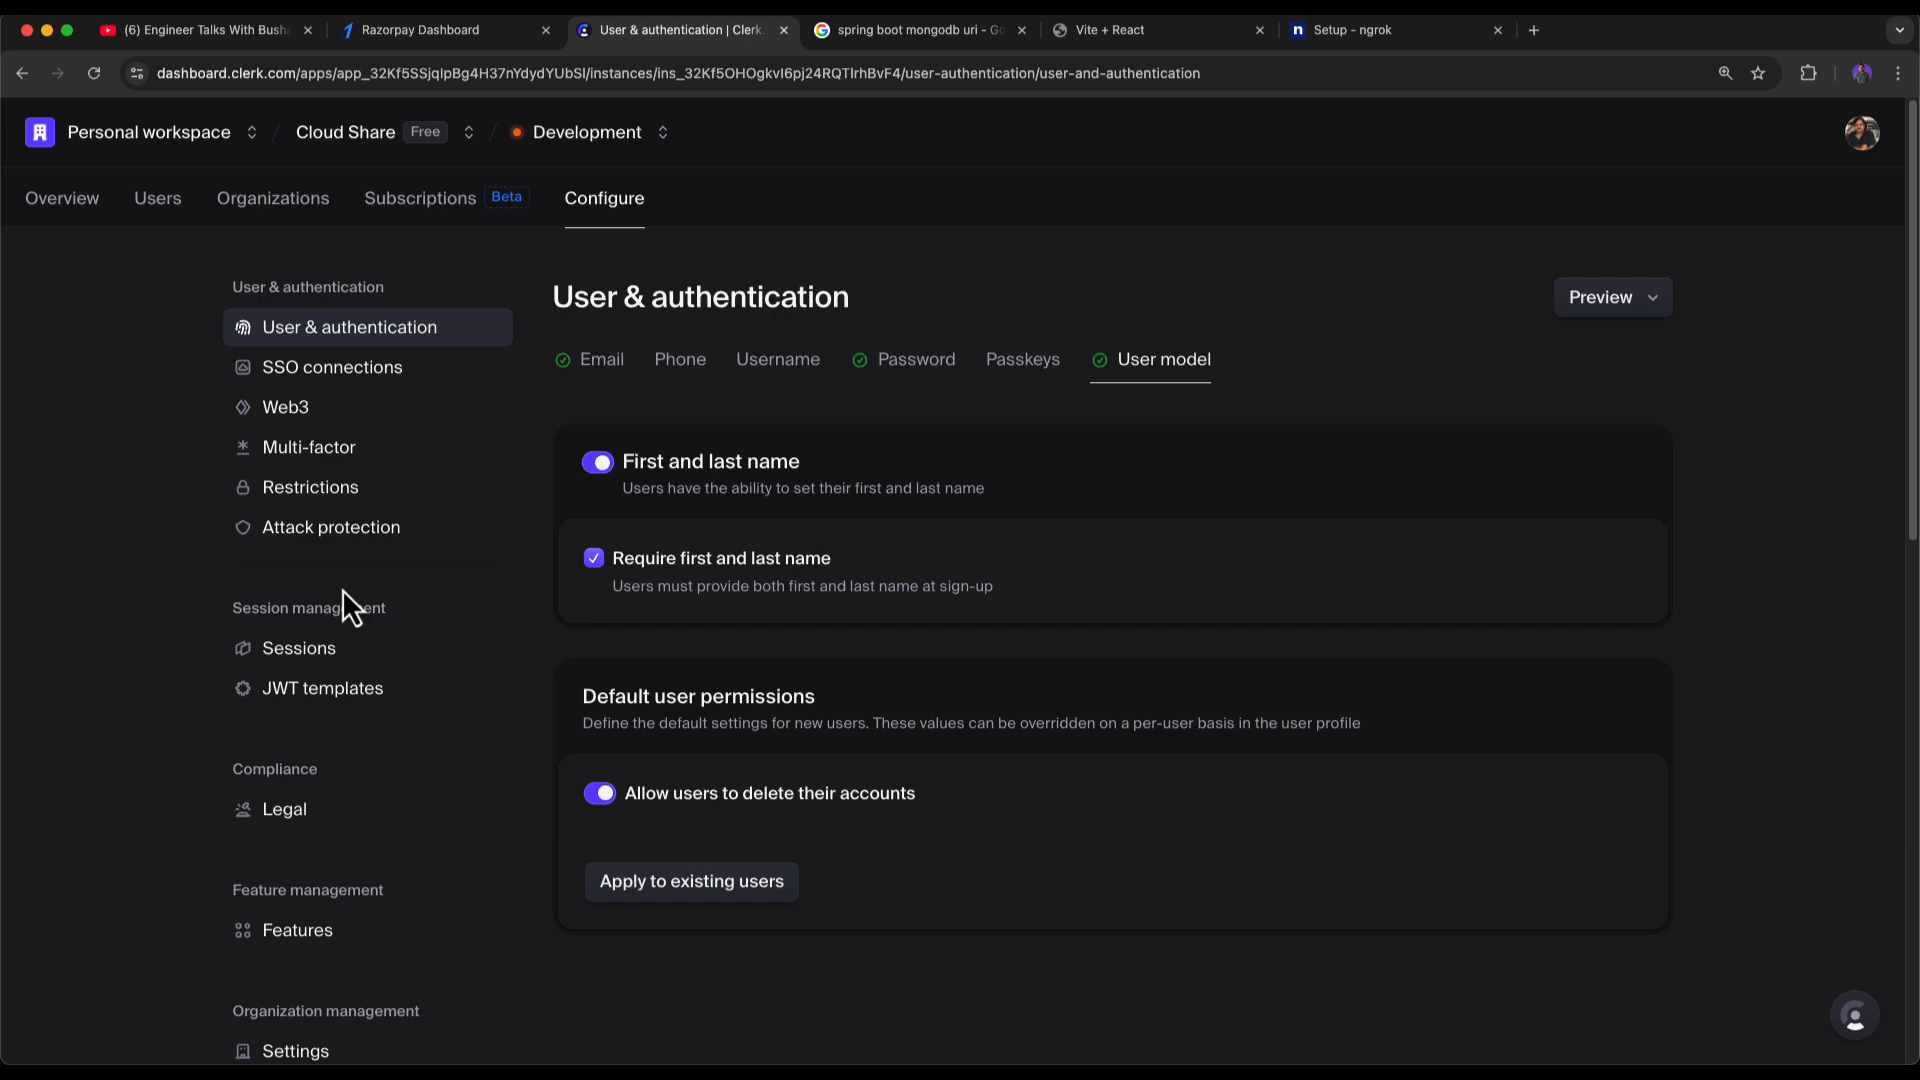 (6) Engineer Talks With Busha
Razorpay Dashboard
User & authentication | Clerk
spring boot mongodb uri - Go
Vite + React
Setup - ngrok
dashboard.clerk.com/apps/app_32Kf5SSjqIpBg4H37nYdydYUbSI/instances/ins_32Kf5OHOgkvI6pj24RQTIrhBvF4/user-authentication/user-and-authentication
Personal workspace / Cloud Share Free / Development
Overview
Users
Organizations
Subscriptions Beta
Configure
User & authentication
User & authentication
SSO connections
Web3
Multi-factor
Restrictions
Attack protection
Session management
Sessions
JWT templates
Compliance
Legal
Feature management
Features
Organization management
Settings
User & authentication
Preview
Email
Phone
Username
Password
Passkeys
User model
First and last name
Users have the ability to set their first and last name
Require first and last name
Users must provide both first and last name at sign-up
Default user permissions
Define the default settings for new users. These values can be overridden on a per-user basis in the user profile
Allow users to delete their accounts
Apply to existing users